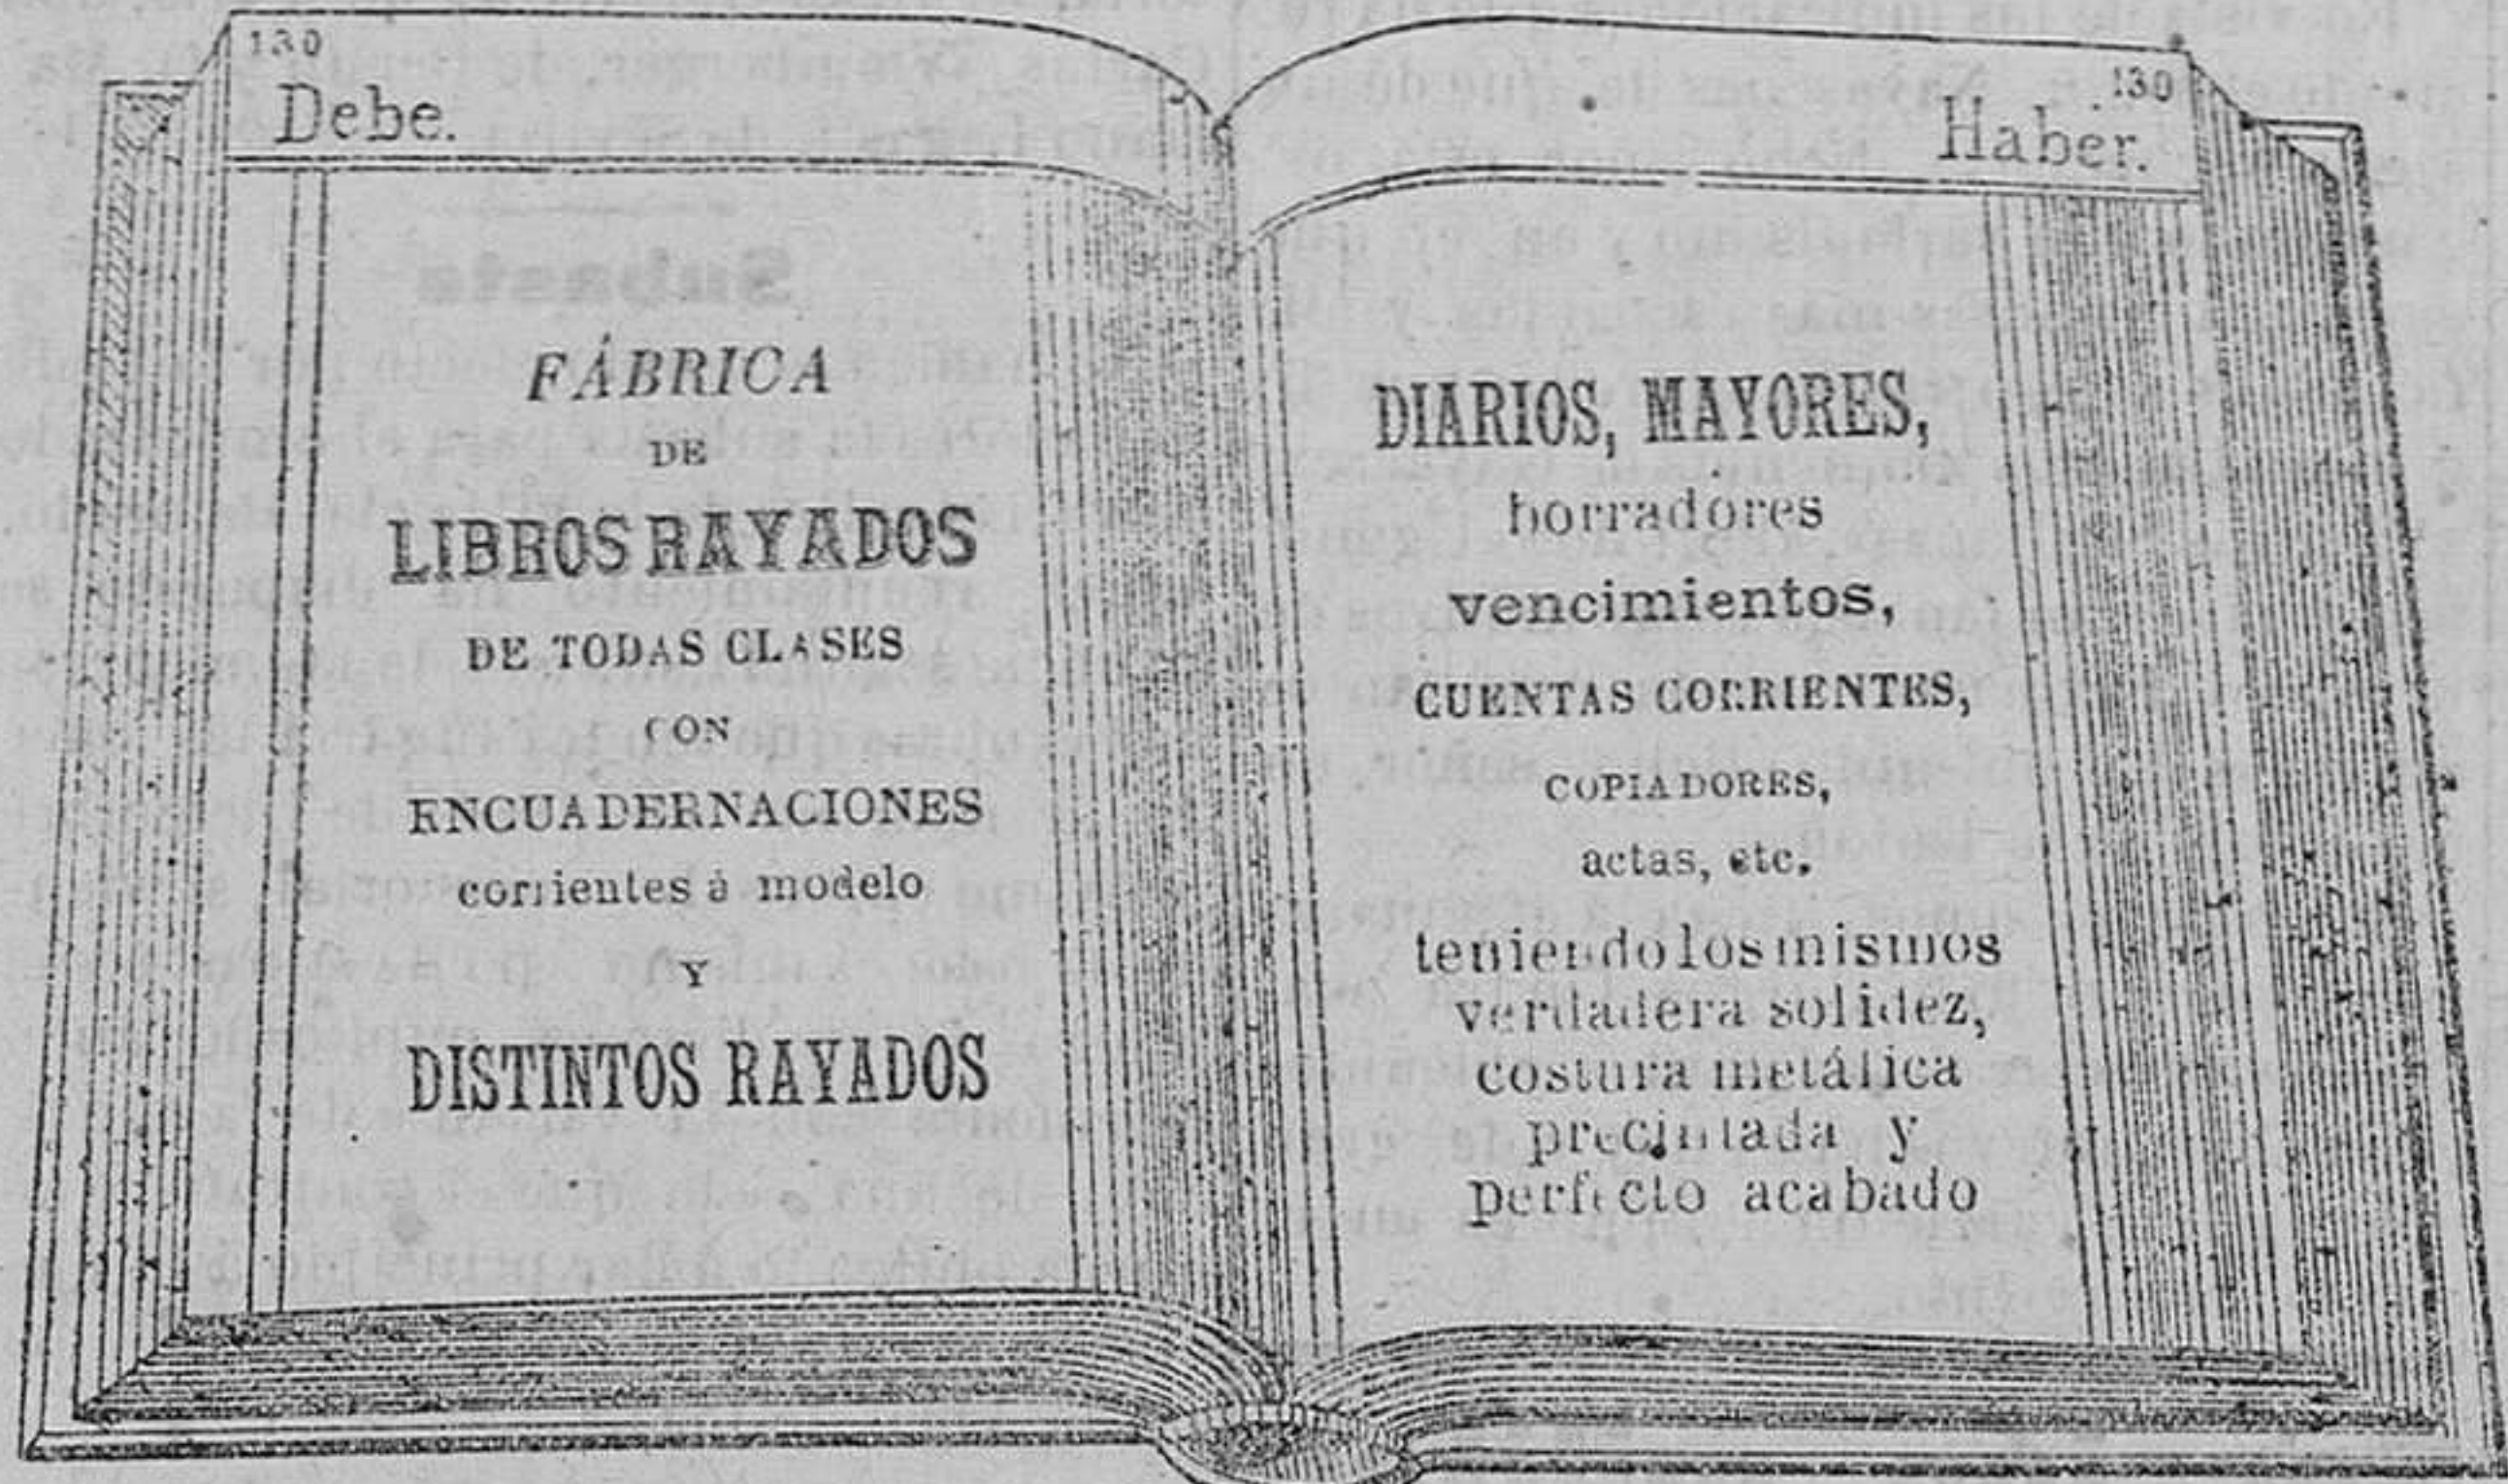 130
Debe.
FÁBRICA
DE
LIBROS RAYADOS
DE TODAS CLASES
CON
ENCUADERNACIONES
corrientes á modelo
Y
DISTINTOS RAYADOS
130
Haber.
DIARIOS, MAYORES,
borradores
vencimientos,
CUENTAS CORRIENTES,
COPIADORES,
actas, etc.
teniendo los mismos
verdadera solidez,
costura metálica
precintada y
perfecto acabado